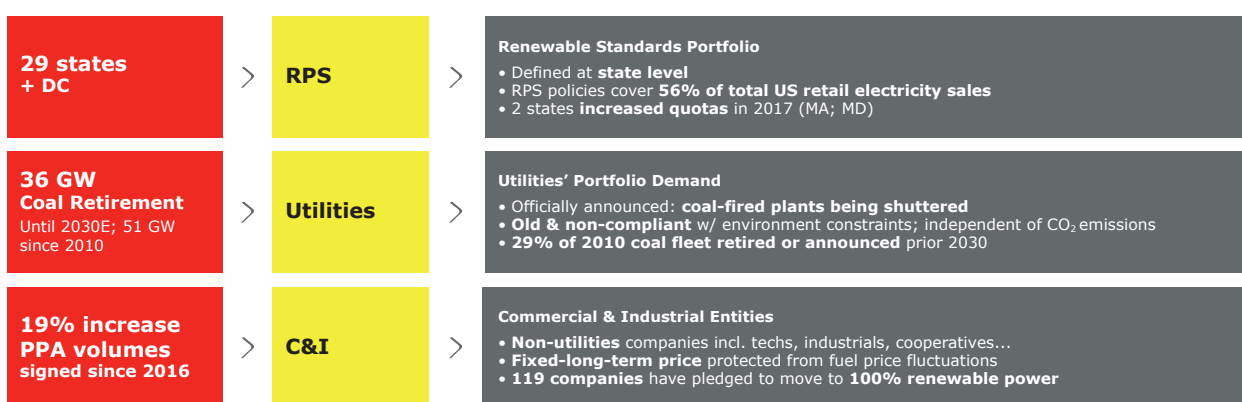 29 states
+ DC
RPS
Renewable Standards Portfolio
• Defined at state level
• RPS policies cover 56% of total US retail electricity sales
• 2 states increased quotas in 2017 (MA; MD)
36 GW
Coal Retirement
Until 2030E; 51 GW
since 2010
Utilities
Utilities’ Portfolio Demand
• Officially announced: coal-fired plants being shuttered
• Old & non-compliant w/ environment constraints; independent of CO₂ emissions
• 29% of 2010 coal fleet retired or announced prior 2030
19% increase
PPA volumes
signed since 2016
C&I
Commercial & Industrial Entities
• Non-utilities companies incl. techs, industrials, cooperatives...
• Fixed-long-term price protected from fuel price fluctuations
• 119 companies have pledged to move to 100% renewable power